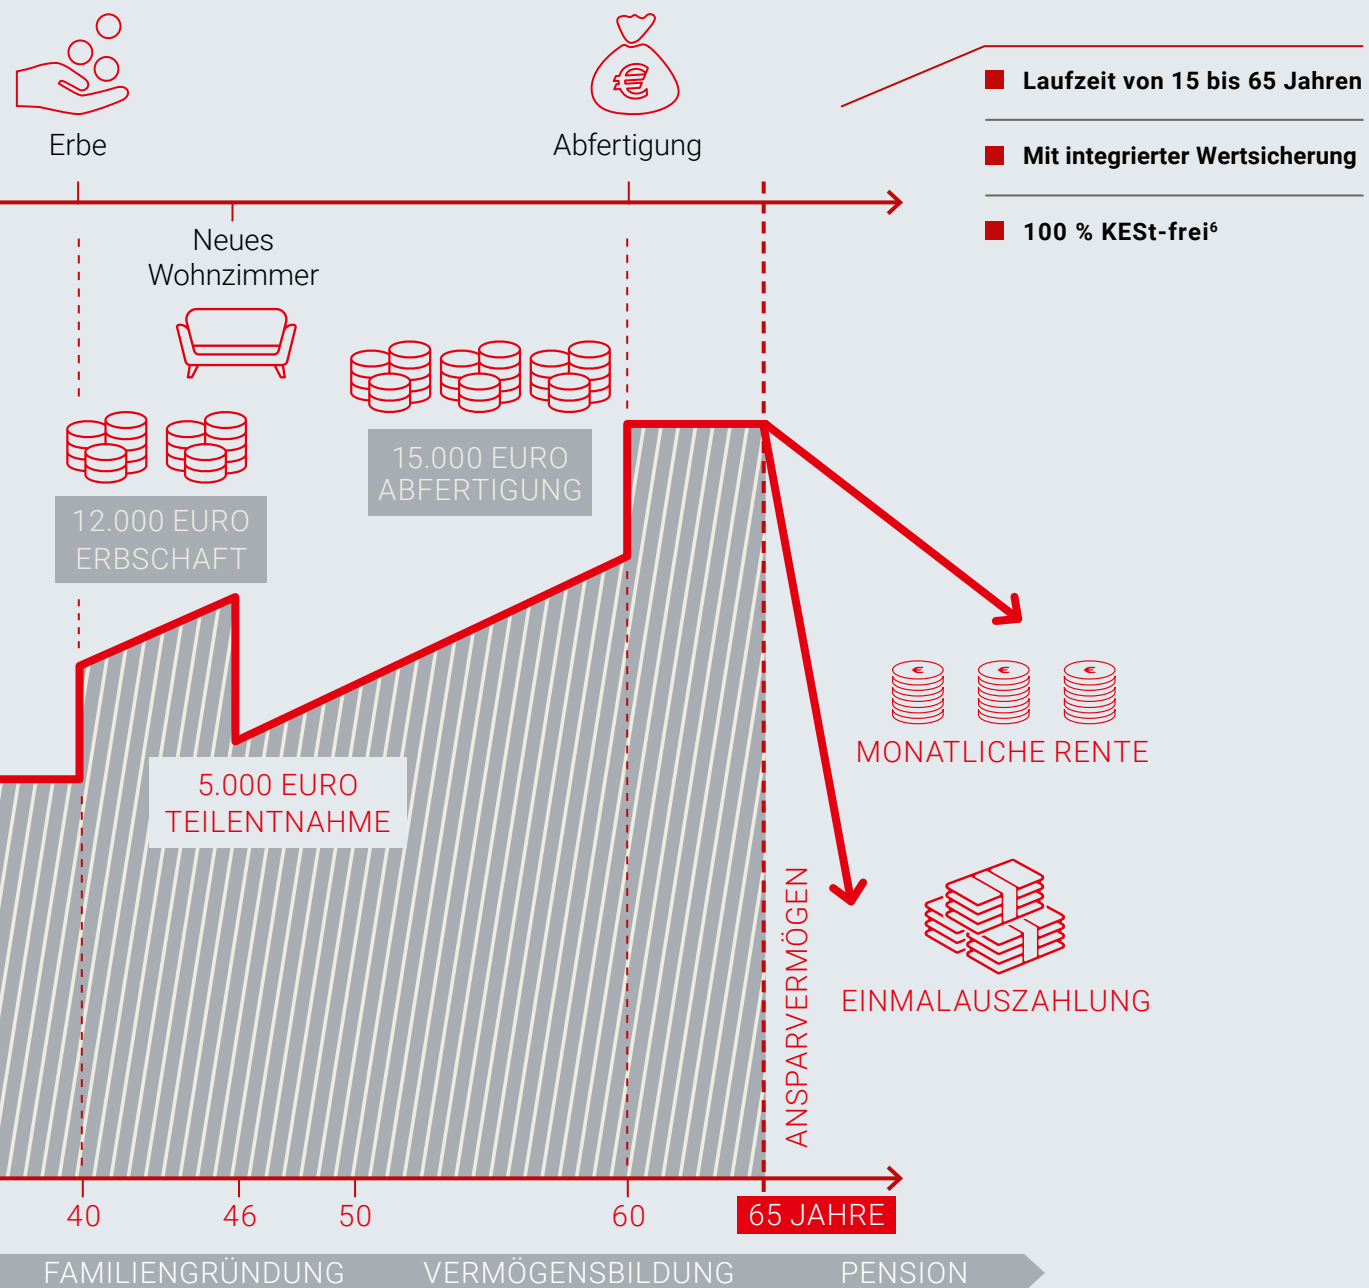 Erbe
Abfertigung
Laufzeit von 15 bis 65 Jahren
Mit integrierter Wertsicherung
100 % KESt-frei⁶
Neues
Wohnzimmer
15.000 EURO
ABFERTIGUNG
12.000 EURO
ERBSCHAFT
5.000 EURO
TEILENTNAHME
MONATLICHE RENTE
EINMALAUSZAHLUNG
ANSPARVERMÖGEN
40
46
50
60
65 JAHRE
FAMILIENGRÜNDUNG
VERMÖGENSBILDUNG
PENSION